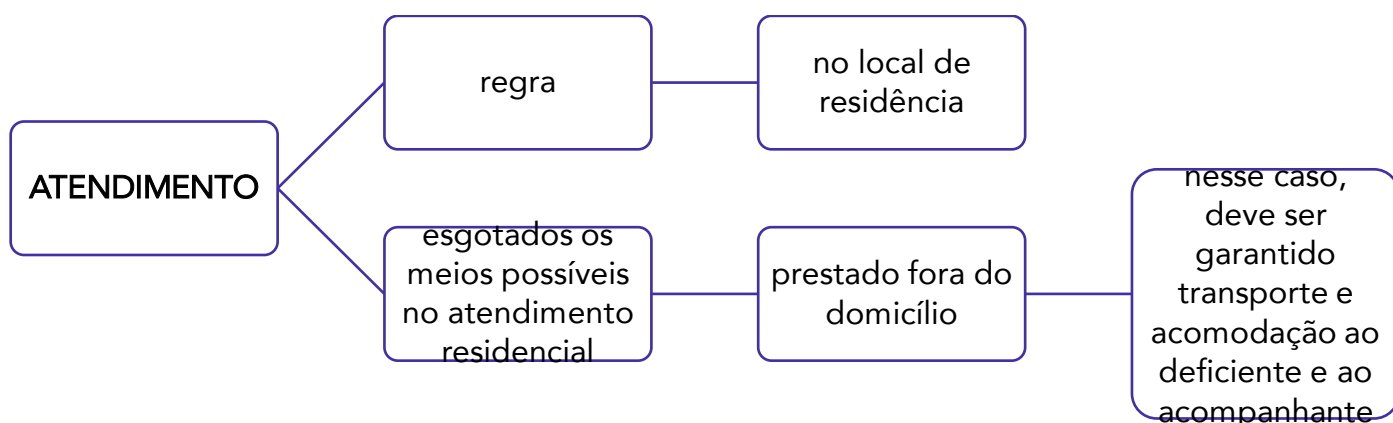 ATENDIMENTO
regra
no local de
residência
esgotados os
meios possíveis
no atendimento
residencial
prestado fora do
domicílio
nesse caso,
deve ser
garantido
transporte e
acomodação ao
deficiente e ao
acompanhante